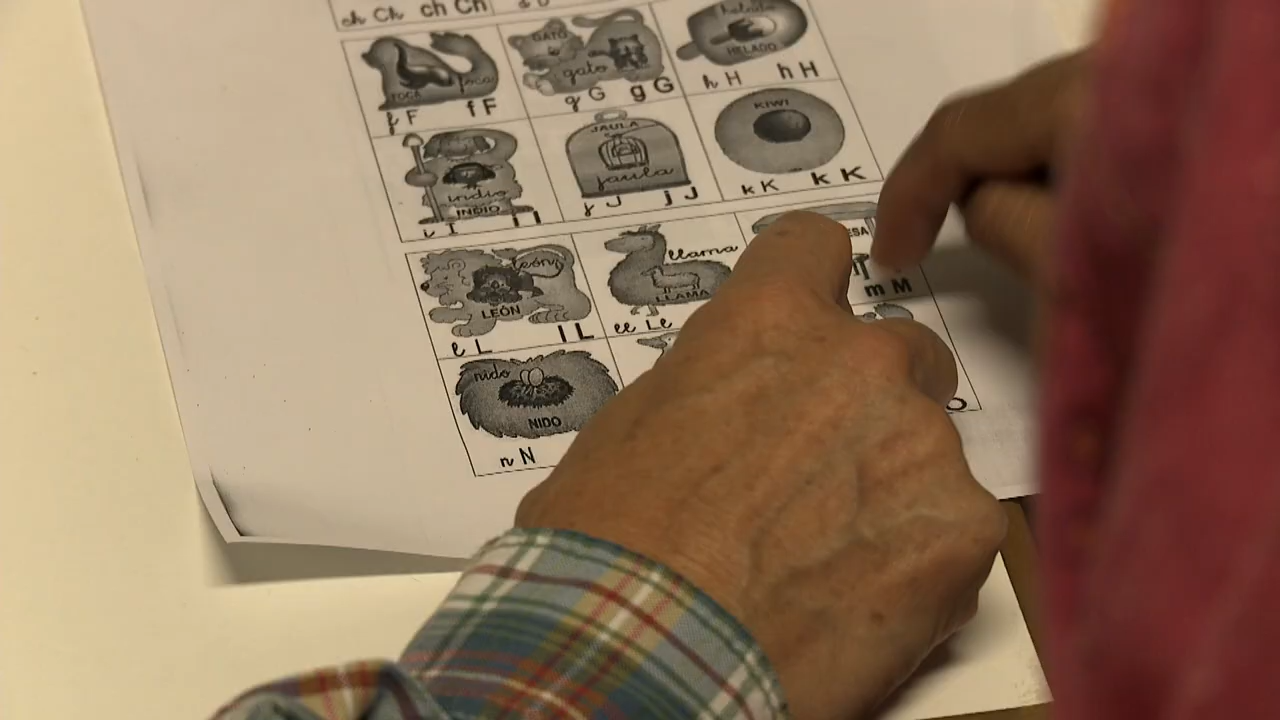 ch Ch ch Ch
FOCA foca
f F f F
GATO
gato
g G g G
helado
HELADO
h H h H
indio
INDIO
i I i I
JAULA
jaula
j J j J
KIWI
k K k K
león
LEÓN
l L l L
llama
LLAMA
ll Ll
m M
nido
NIDO
n N